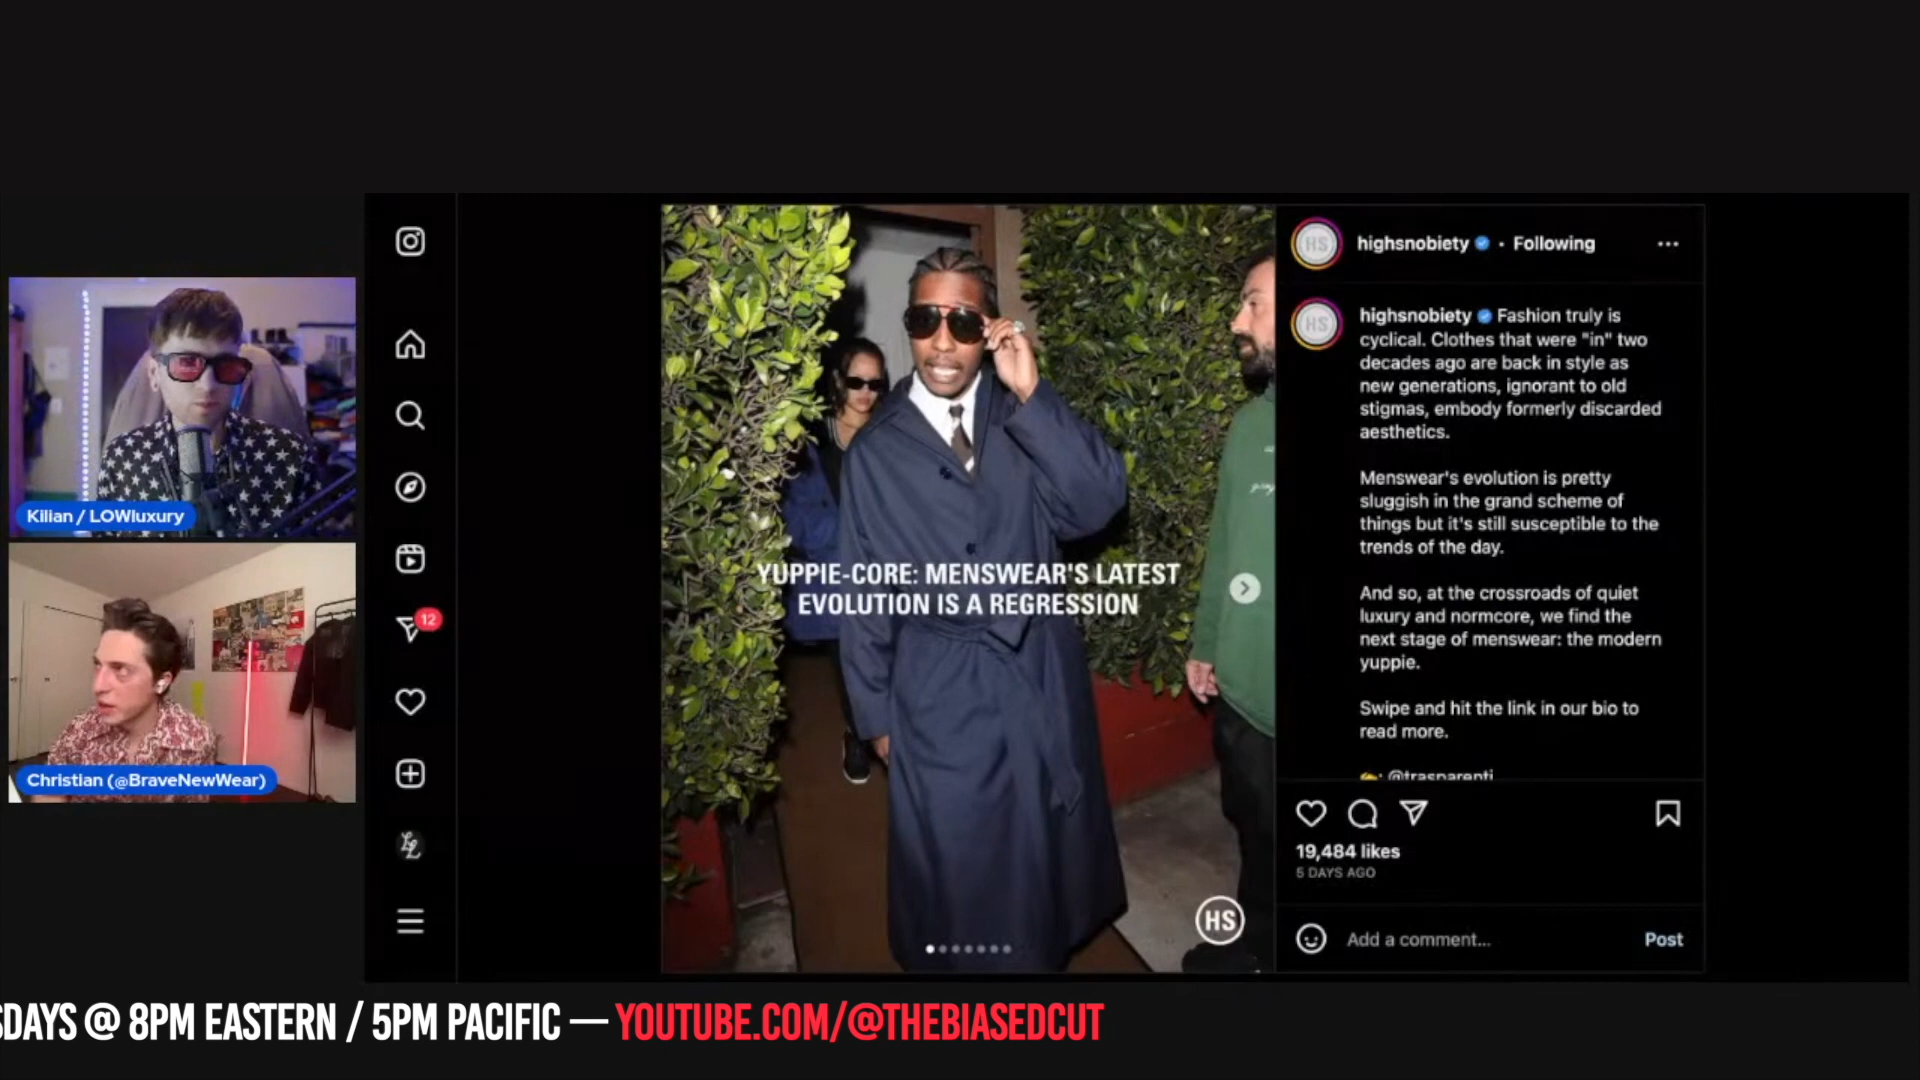 Kilian / LOWluxury
Christian (@BraveNewWear)
12
YUPPIE-CORE: MENSWEAR'S LATEST
EVOLUTION IS A REGRESSION
HS
HS
highsnobiety • Following
HS
highsnobiety Fashion truly is
cyclical. Clothes that were "in" two
decades ago are back in style as
new generations, ignorant to old
stigmas, embody formerly discarded
aesthetics.
Menswear's evolution is pretty
sluggish in the grand scheme of
things but it's still susceptible to the
trends of the day.
And so, at the crossroads of quiet
luxury and normcore, we find the
next stage of menswear: the modern
yuppie.
Swipe and hit the link in our bio to
read more.
: @trasparenti
19,484 likes
5 DAYS AGO
Add a comment...
Post
SDAYS @ 8PM EASTERN / 5PM PACIFIC — YOUTUBE.COM/@THEBIASEDCUT